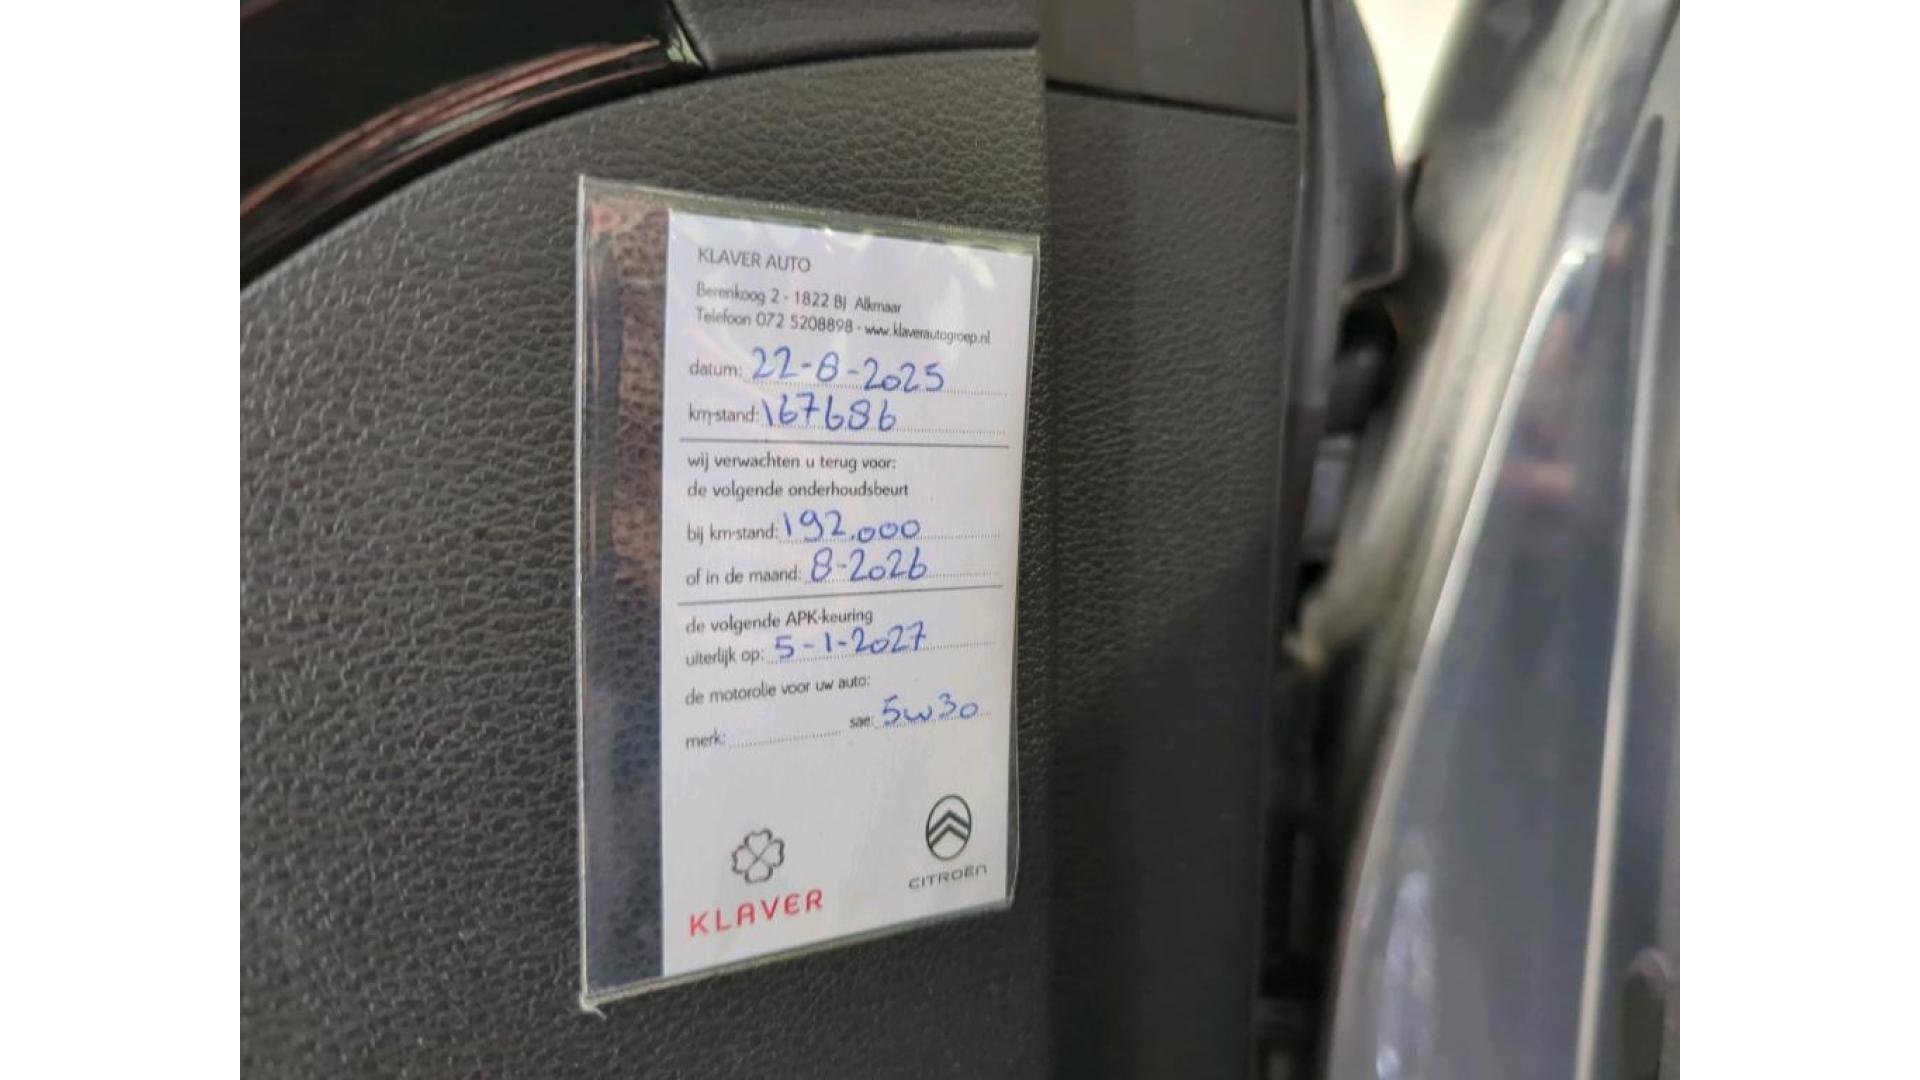 KLAVER AUTO
Berenkoog 2 - 1822 BJ Alkmaar
Telefoon 072 5208898 - www.klaverautogroep.nl
datum: 22-8-2025
km-stand: 167686
wij verwachten u terug voor:
de volgende onderhoudsbeurt
bij km-stand: 192.000
of in de maand: 8-2026
de volgende APK-keuring
uiterlijk op: 5-1-2027
de motorolie voor uw auto:
merk: sae: 5w30
KLAVER
CITROËN